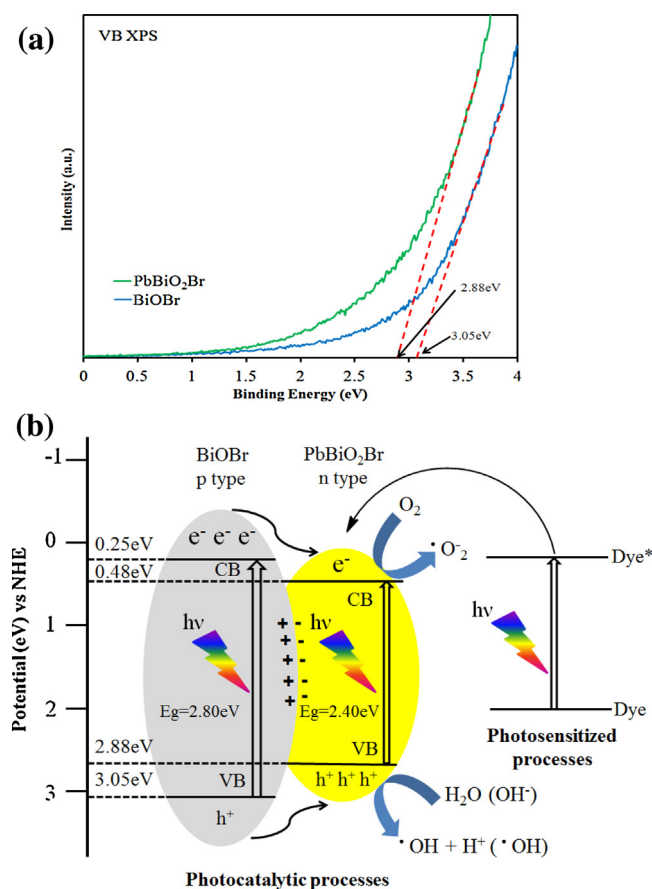 (a)
VB XPS
Intensity (a.u.)
PbBiO₂Br
BiOBr
2.88eV
3.05eV
0 0.5 1 1.5 2 2.5 3 3.5 4
Binding Energy (eV)
(b)
BiOBr
p type
PbBiO₂Br
n type
Potential (eV) vs NHE
-1
0
1
2
3
0.25eV
0.48eV
2.88eV
3.05eV
e⁻ e⁻ e⁻
CB
hν
Eg=2.80eV
VB
h⁺
+ -
+ -
+ -
+ -
+ -
e⁻
CB
hν
Eg=2.40eV
VB
h⁺ h⁺ h⁺
O₂
·O⁻₂
H₂O (OH⁻)
·OH + H⁺ (·OH)
Dye*
hν
Dye
Photosensitized
processes
Photocatalytic processes